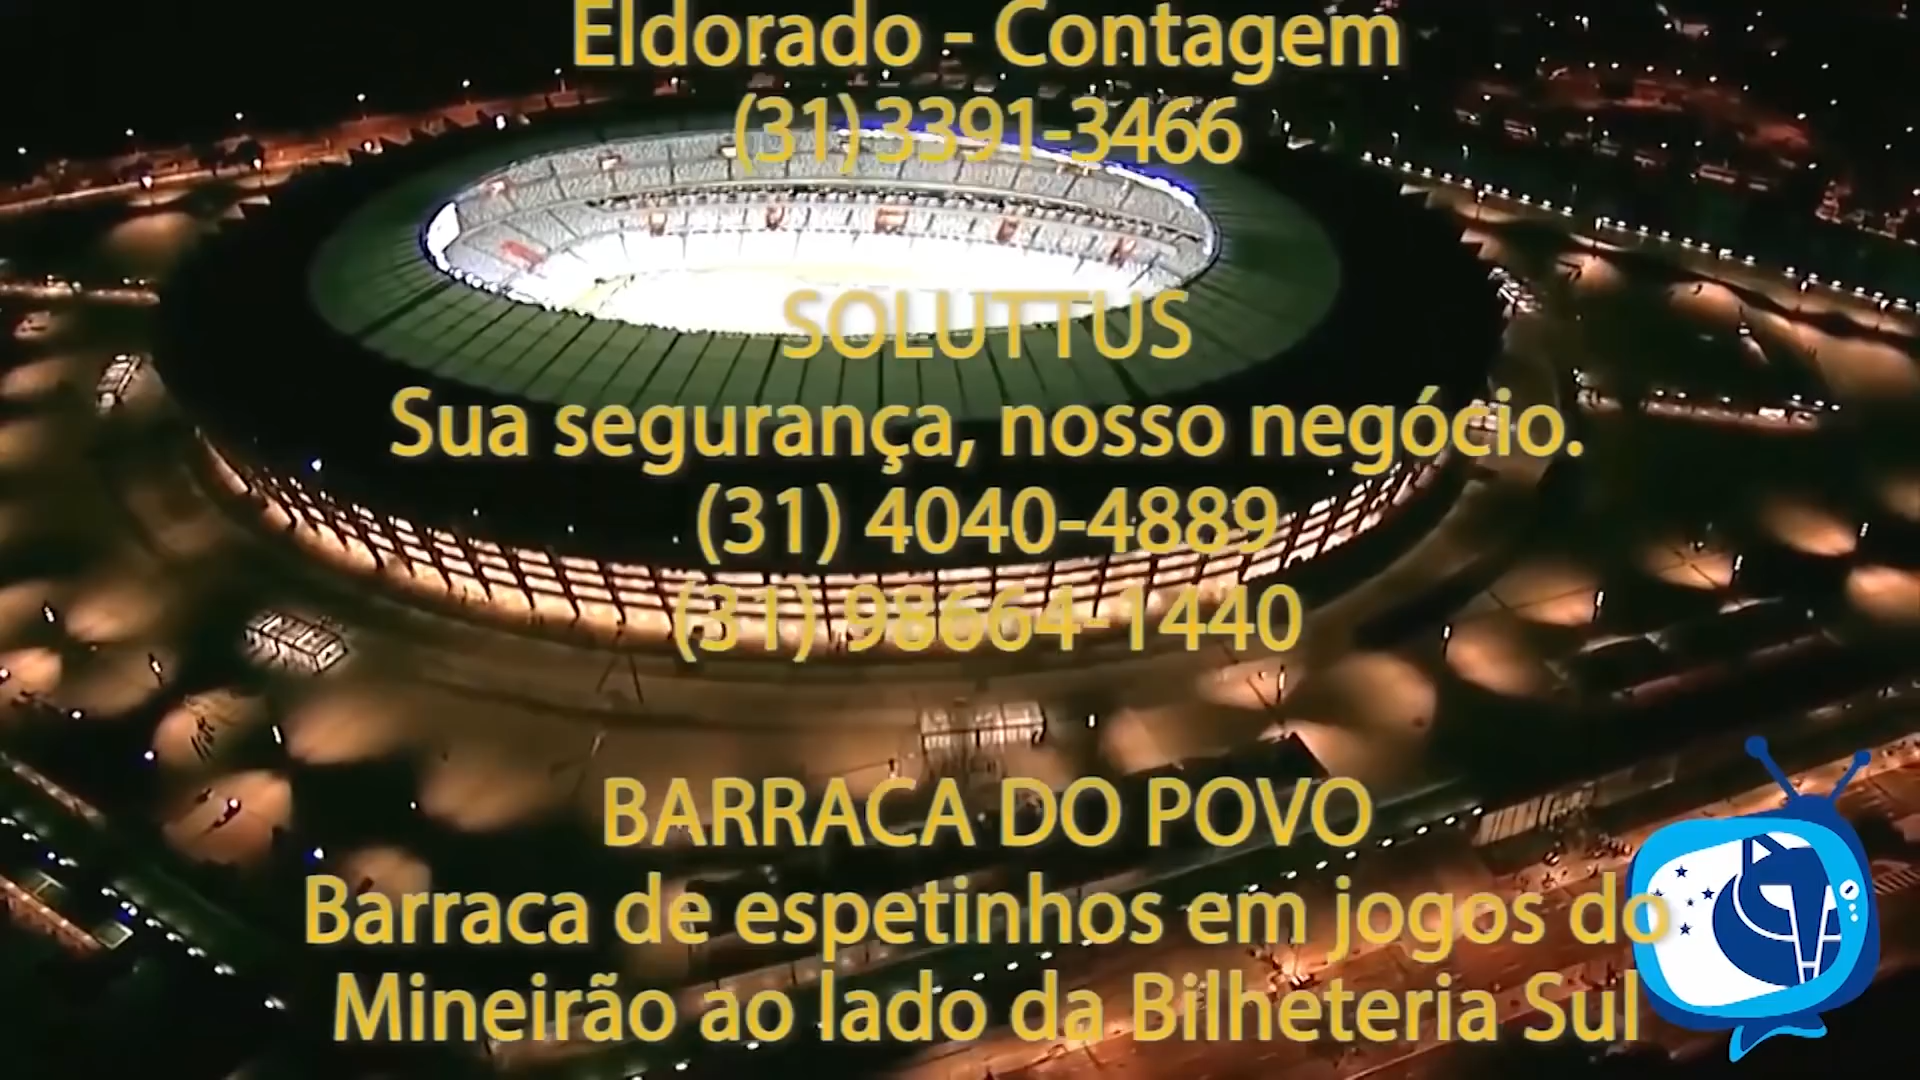 Eldorado - Contagem
(31) 3391-3466
SOLUTTUS
Sua segurança, nosso negócio.
(31) 4040-4889
(31) 98664-1440
BARRACA DO POVO
Barraca de espetinhos em jogos do
Mineirão ao lado da Bilheteria Sul